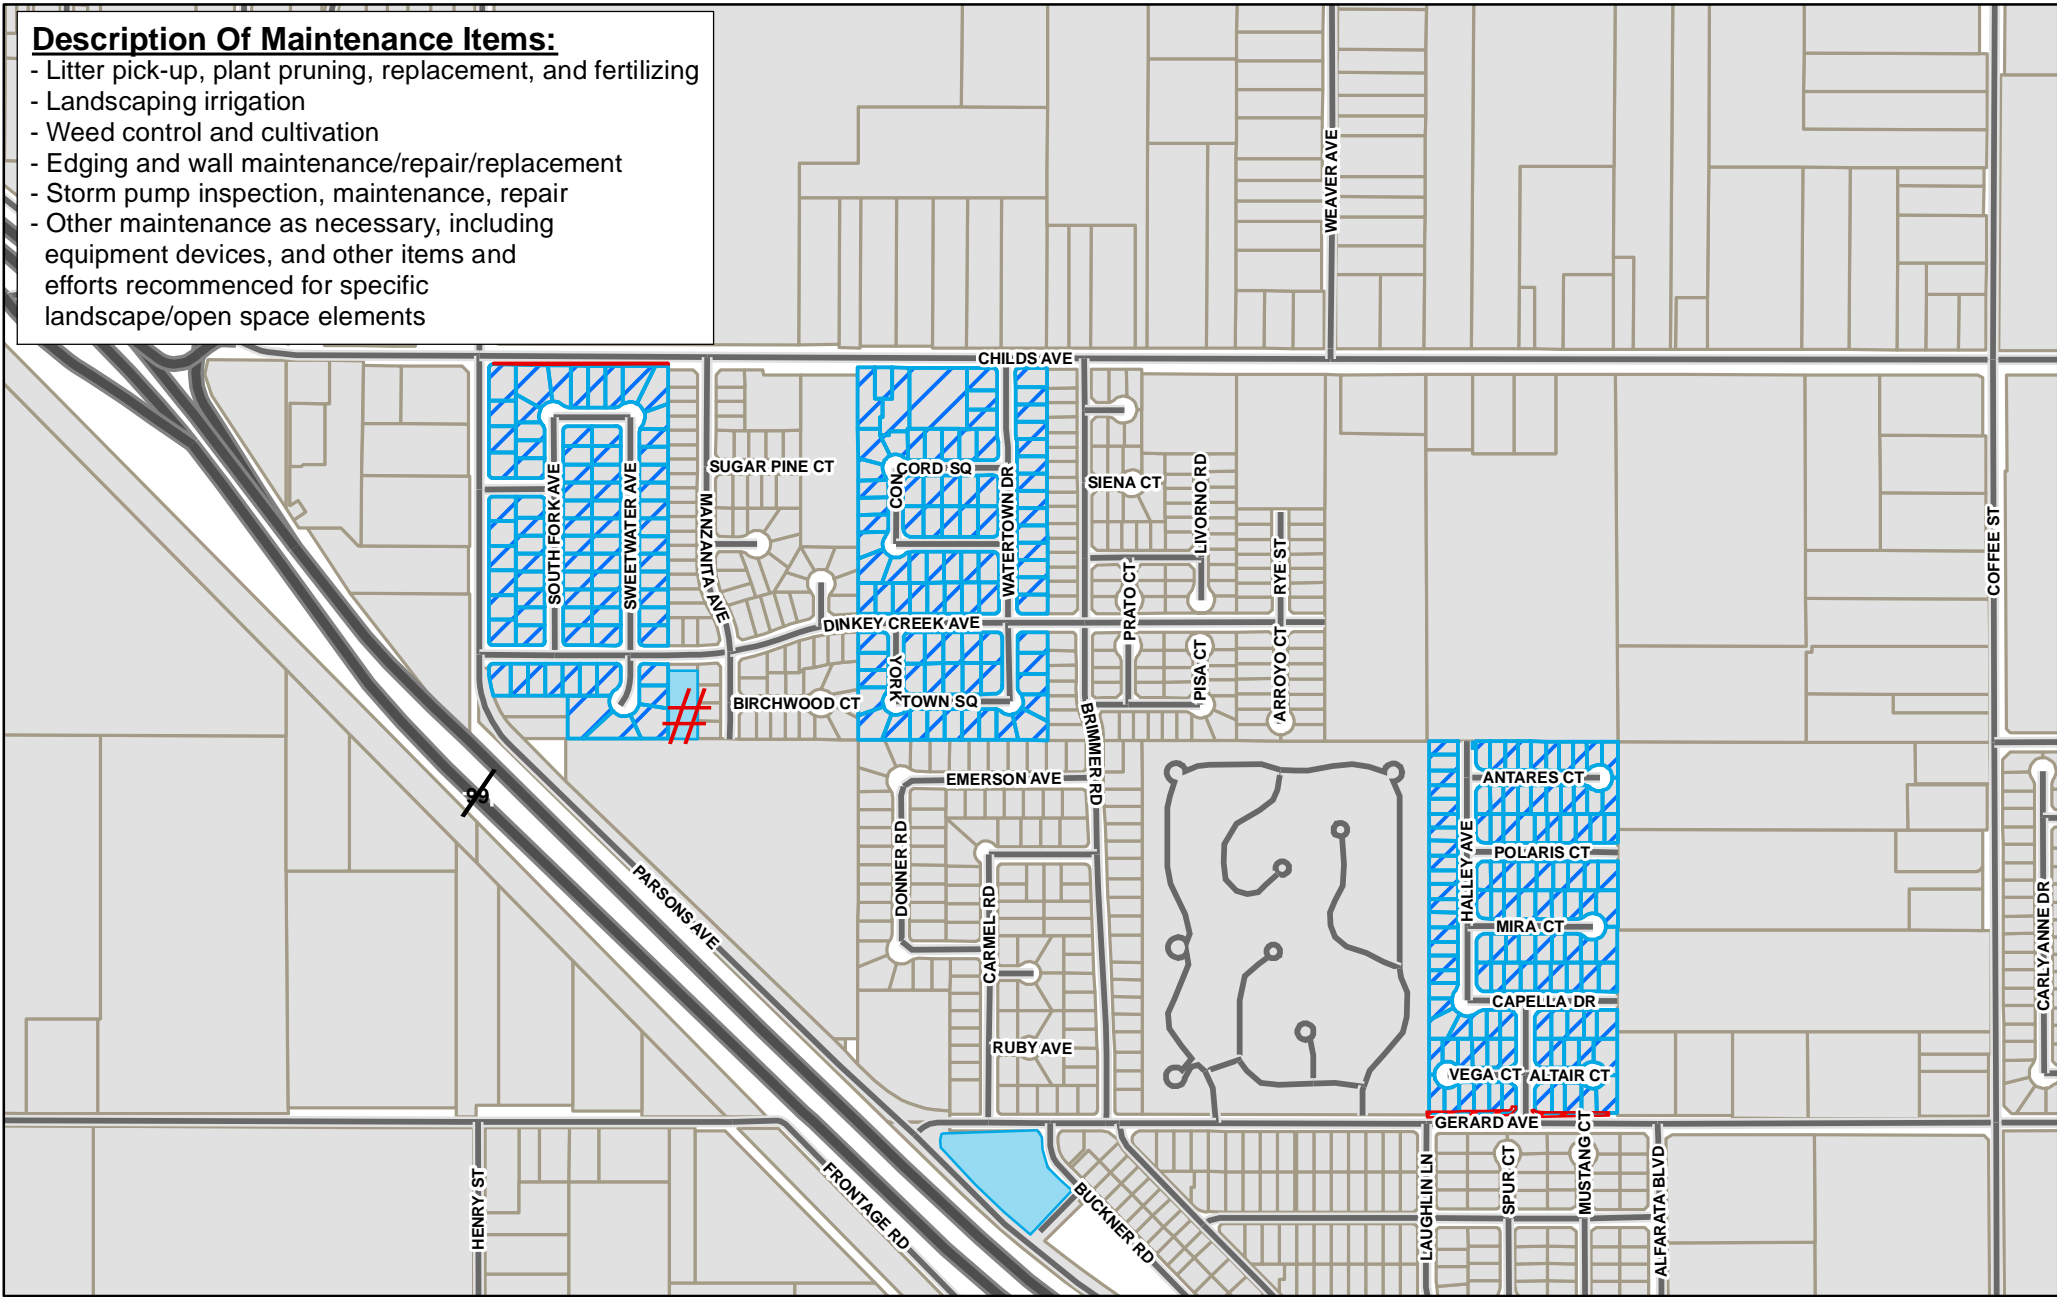 Description Of Maintenance Items:
- Litter pick-up, plant pruning, replacement, and fertilizing
- Landscaping irrigation
- Weed control and cultivation
- Edging and wall maintenance/repair/replacement
- Storm pump inspection, maintenance, repair
- Other maintenance as necessary, including
equipment devices, and other items and
efforts recommenced for specific
landscape/open space elements
WEAVER AVE
CHILDS AVE
COFFEE ST
SOUTH FORK AVE
SWEETWATER AVE
MANZANITA AVE
SUGAR PINE CT
CON
CORD SQ
WATERTOWN DR
SIENA CT
LIVORNO RD
RYE ST
PRATO CT
DINKEY CREEK AVE
YORK
TOWN SQ
BIRCHWOOD CT
PISA CT
ARROYO CT
BRIMMER RD
EMERSON AVE
DONNER RD
CARMEL RD
RUBY AVE
99
PARSONS AVE
ANTARES CT
POLARIS CT
HALLEY AVE
MIRA CT
CAPELLA DR
VEGA CT
ALTAIR CT
CARLY ANNE DR
GERARD AVE
HENRY ST
FRONTAGE RD
BUCKNER RD
LAUGHLIN LN
SPUR CT
MUSTANG CT
ALFARATA BLVD